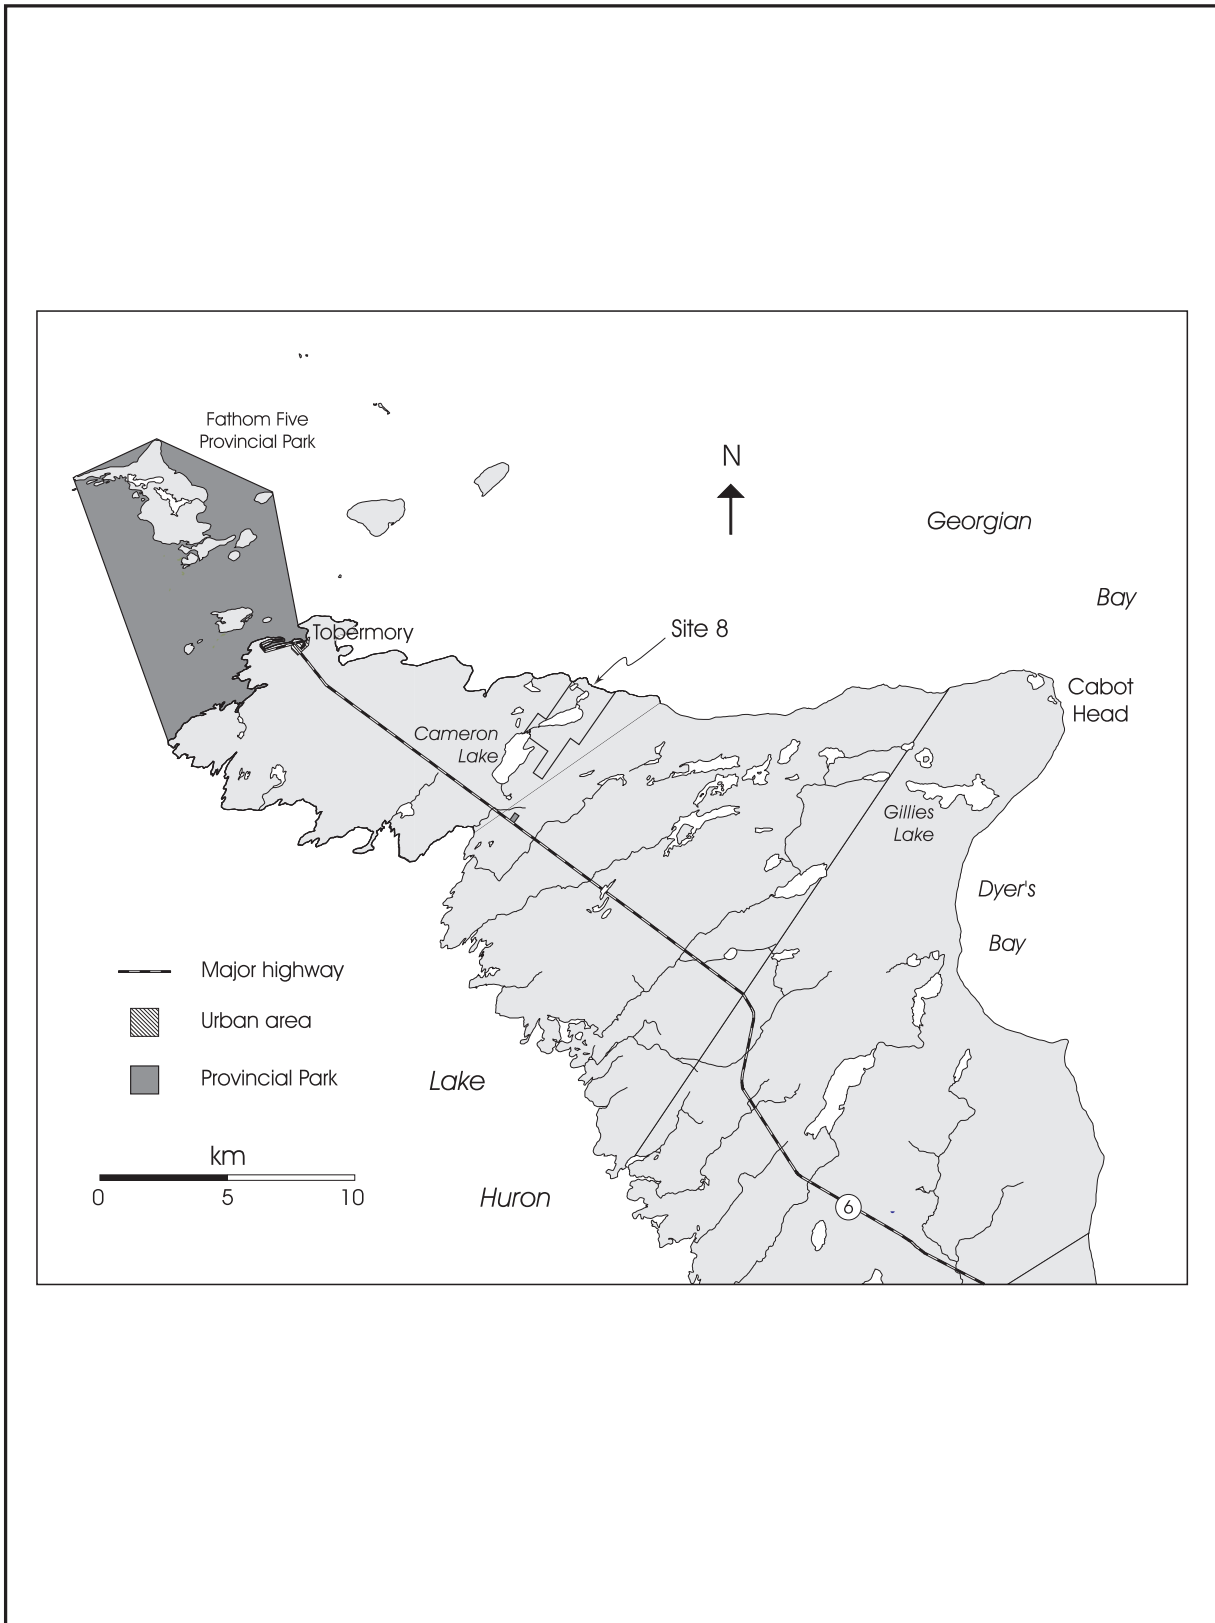 Fathom Five
Provincial Park
N
Georgian
Bay
Tobermory
Site 8
Cabot
Head
Cameron
Lake
Gillies
Lake
Dyer's
Bay
Major highway
Urban area
Provincial Park
Lake
Huron
km
0 5 10
6